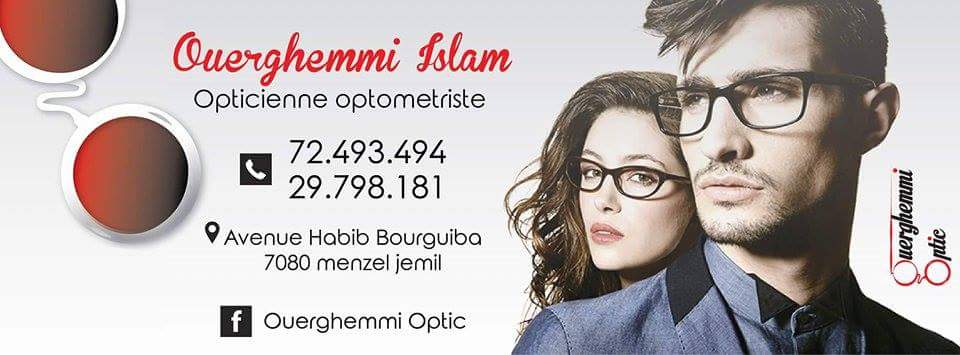 Ouerghemmi Islam
Opticienne optometriste
72.493.494
29.798.181
Avenue Habib Bourguiba
7080 menzel jemil
f
Ouerghemmi Optic
Ouerghemmi
Optic